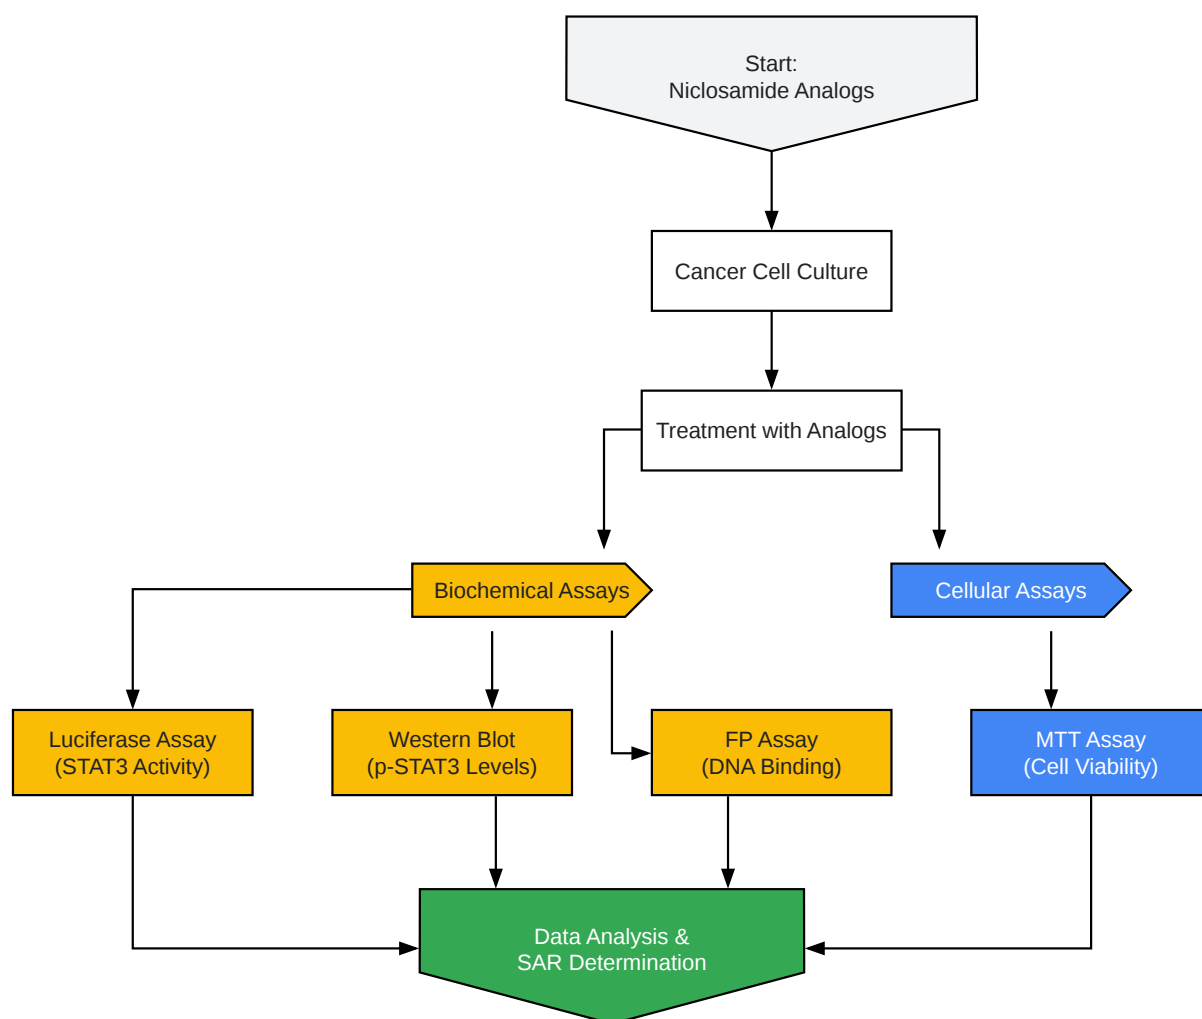 Start:
Niclosamide Analogs
Cancer Cell Culture
Treatment with Analogs
Biochemical Assays
Cellular Assays
Luciferase Assay
(STAT3 Activity)
Western Blot
(p-STAT3 Levels)
FP Assay
(DNA Binding)
MTT Assay
(Cell Viability)
Data Analysis &
SAR Determination